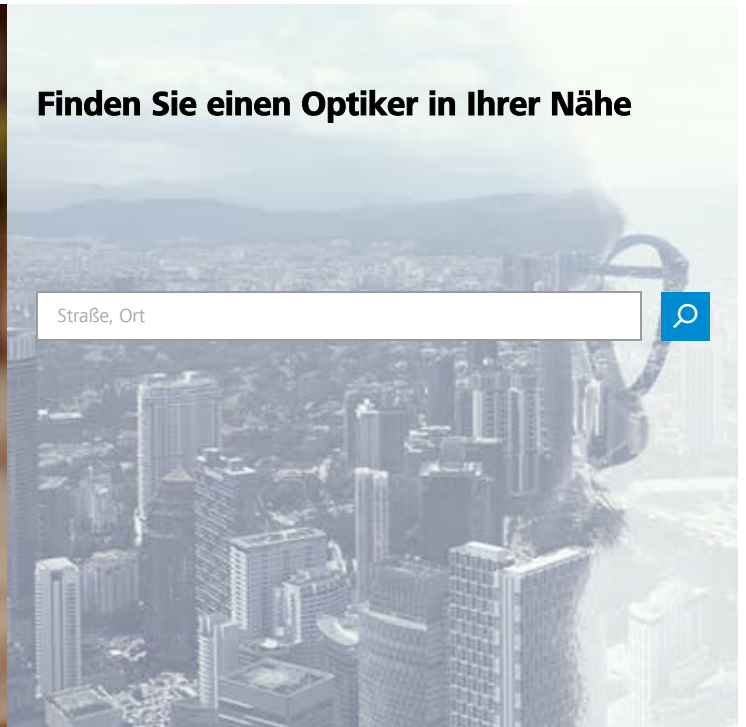 Finden Sie einen Optiker in Ihrer Nähe
Straße, Ort